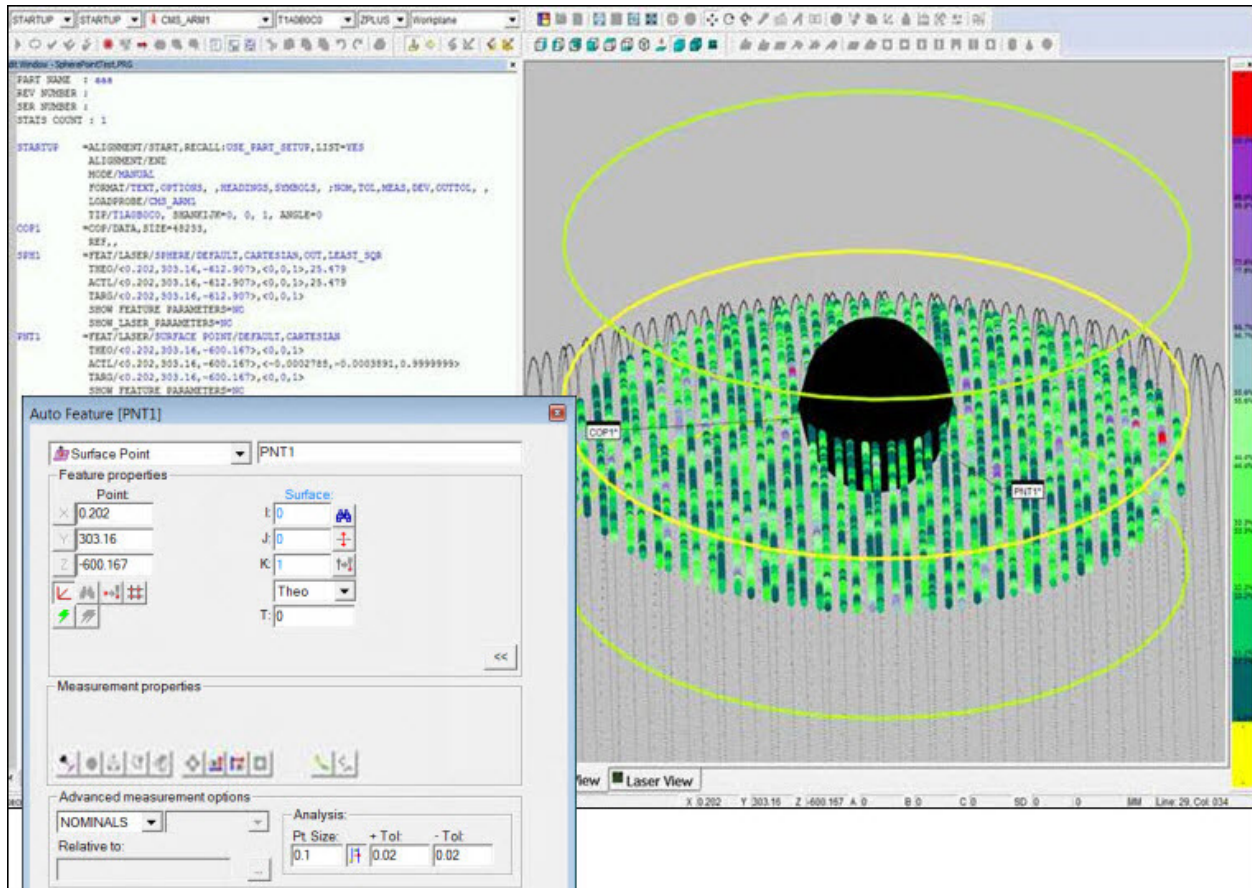 STARTUP STARTUP CMS_ARM1 T1A0B0C0 ZPLUS Workplane
dit Window - SpherePointTest.PRG
PART NAME : aaa
REV NUMBER :
SER NUMBER :
STATS COUNT : 1
STARTUP =ALIGNMENT/START,RECALL:USE_PART_SETUP,LIST=YES
ALIGNMENT/END
MODE/MANUAL
FORMAT/TEXT,OPTIONS, ,HEADINGS,SYMBOLS, ;NOM,TOL,MEAS,DEV,OUTTOL, ,
LOADPROBE/CMS_ARM1
TIP/T1A0B0C0, SHANKIJK=0, 0, 1, ANGLE=0
COP1 =COP/DATA,SIZE=48233,
REF,,
SPH1 =FEAT/LASER/SPHERE/DEFAULT,CARTESIAN,OUT,LEAST_SQR
THEO/<0.202,303.16,-612.907>,<0,0,1>,25.479
ACTL/<0.202,303.16,-612.907>,<0,0,1>,25.479
TARG/<0.202,303.16,-612.907>,<0,0,1>
SHOW FEATURE PARAMETERS=NO
SHOW_LASER_PARAMETERS=NO
PNT1 =FEAT/LASER/SURFACE POINT/DEFAULT,CARTESIAN
THEO/<0.202,303.16,-600.167>,<0,0,1>
ACTL/<0.202,303.16,-600.167>,<-0.0002785,-0.0003891,0.9999999>
TARG/<0.202,303.16,-600.167>,<0,0,1>
SHOW FEATURE PARAMETERS=NO
COP1*
PNT1*
Auto Feature [PNT1]
Surface Point PNT1
Feature properties
Point: Surface:
X 0.202 I: 0
Y 303.16 J: 0
Z -600.167 K: 1
Theo
T: 0
<<
Measurement properties
Advanced measurement options
NOMINALS
Analysis:
Pt. Size: + Tol: - Tol:
0.1 0.02 0.02
Relative to:
...
View Laser View
X 0.202 Y 303.16 Z -600.167 A 0 B 0 C 0 SD 0 0 MM Line: 29, Col: 034